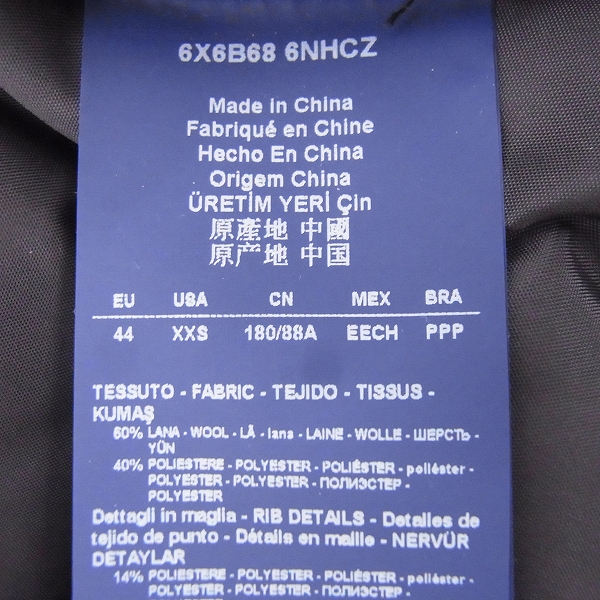 6X6B68 6NHCZ
Made in China
Fabriqué en Chine
Hecho En China
Origem China
ÜRETİM YERİ Çin
原產地 中國
原产地 中国
EU USA CN MEX BRA
44 XXS 180/88A EECH PPP
TESSUTO - FABRIC - TEJIDO - TISSUS -
KUMAŞ
60% LANA - WOOL - LÃ - lana - LAINE - WOLLE - ШЕРСТЬ -
YÜN
40% POLIESTERE - POLYESTER - POLIÉSTER - poliéster -
POLYESTER - POLYESTER - ПОЛИЭСТЕР -
POLYESTER
Dettagli in maglia - RIB DETAILS - Detalles de
tejido de punto - Détails en maille - NERVÜR
DETAYLAR
14% POLIESTERE - POLYESTER - POLIÉSTER - poliéster -
POLYESTER - POLYESTER - ПОЛИЭСТЕР -